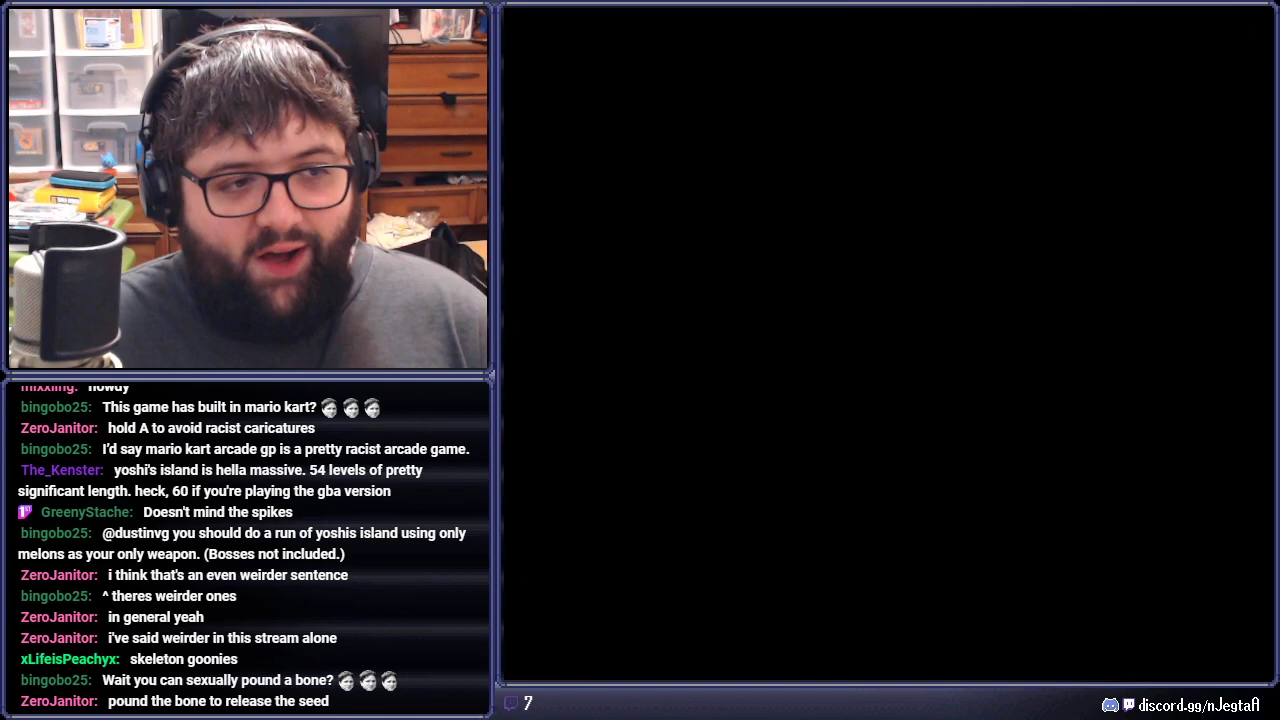 mixxling: howdy
bingobo25: This game has built in mario kart?
ZeroJanitor: hold A to avoid racist caricatures
bingobo25: I'd say mario kart arcade gp is a pretty racist arcade game.
The_Kenster: yoshi's island is hella massive. 54 levels of pretty
significant length. heck, 60 if you're playing the gba version
GreenyStache: Doesn't mind the spikes
bingobo25: @dustinvg you should do a run of yoshis island using only
melons as your only weapon. (Bosses not included.)
ZeroJanitor: i think that's an even weirder sentence
bingobo25: ^ theres weirder ones
ZeroJanitor: in general yeah
ZeroJanitor: i've said weirder in this stream alone
xLifeisPeachyx: skeleton goonies
bingobo25: Wait you can sexually pound a bone?
ZeroJanitor: pound the bone to release the seed
7
discord.gg/nJegtaA